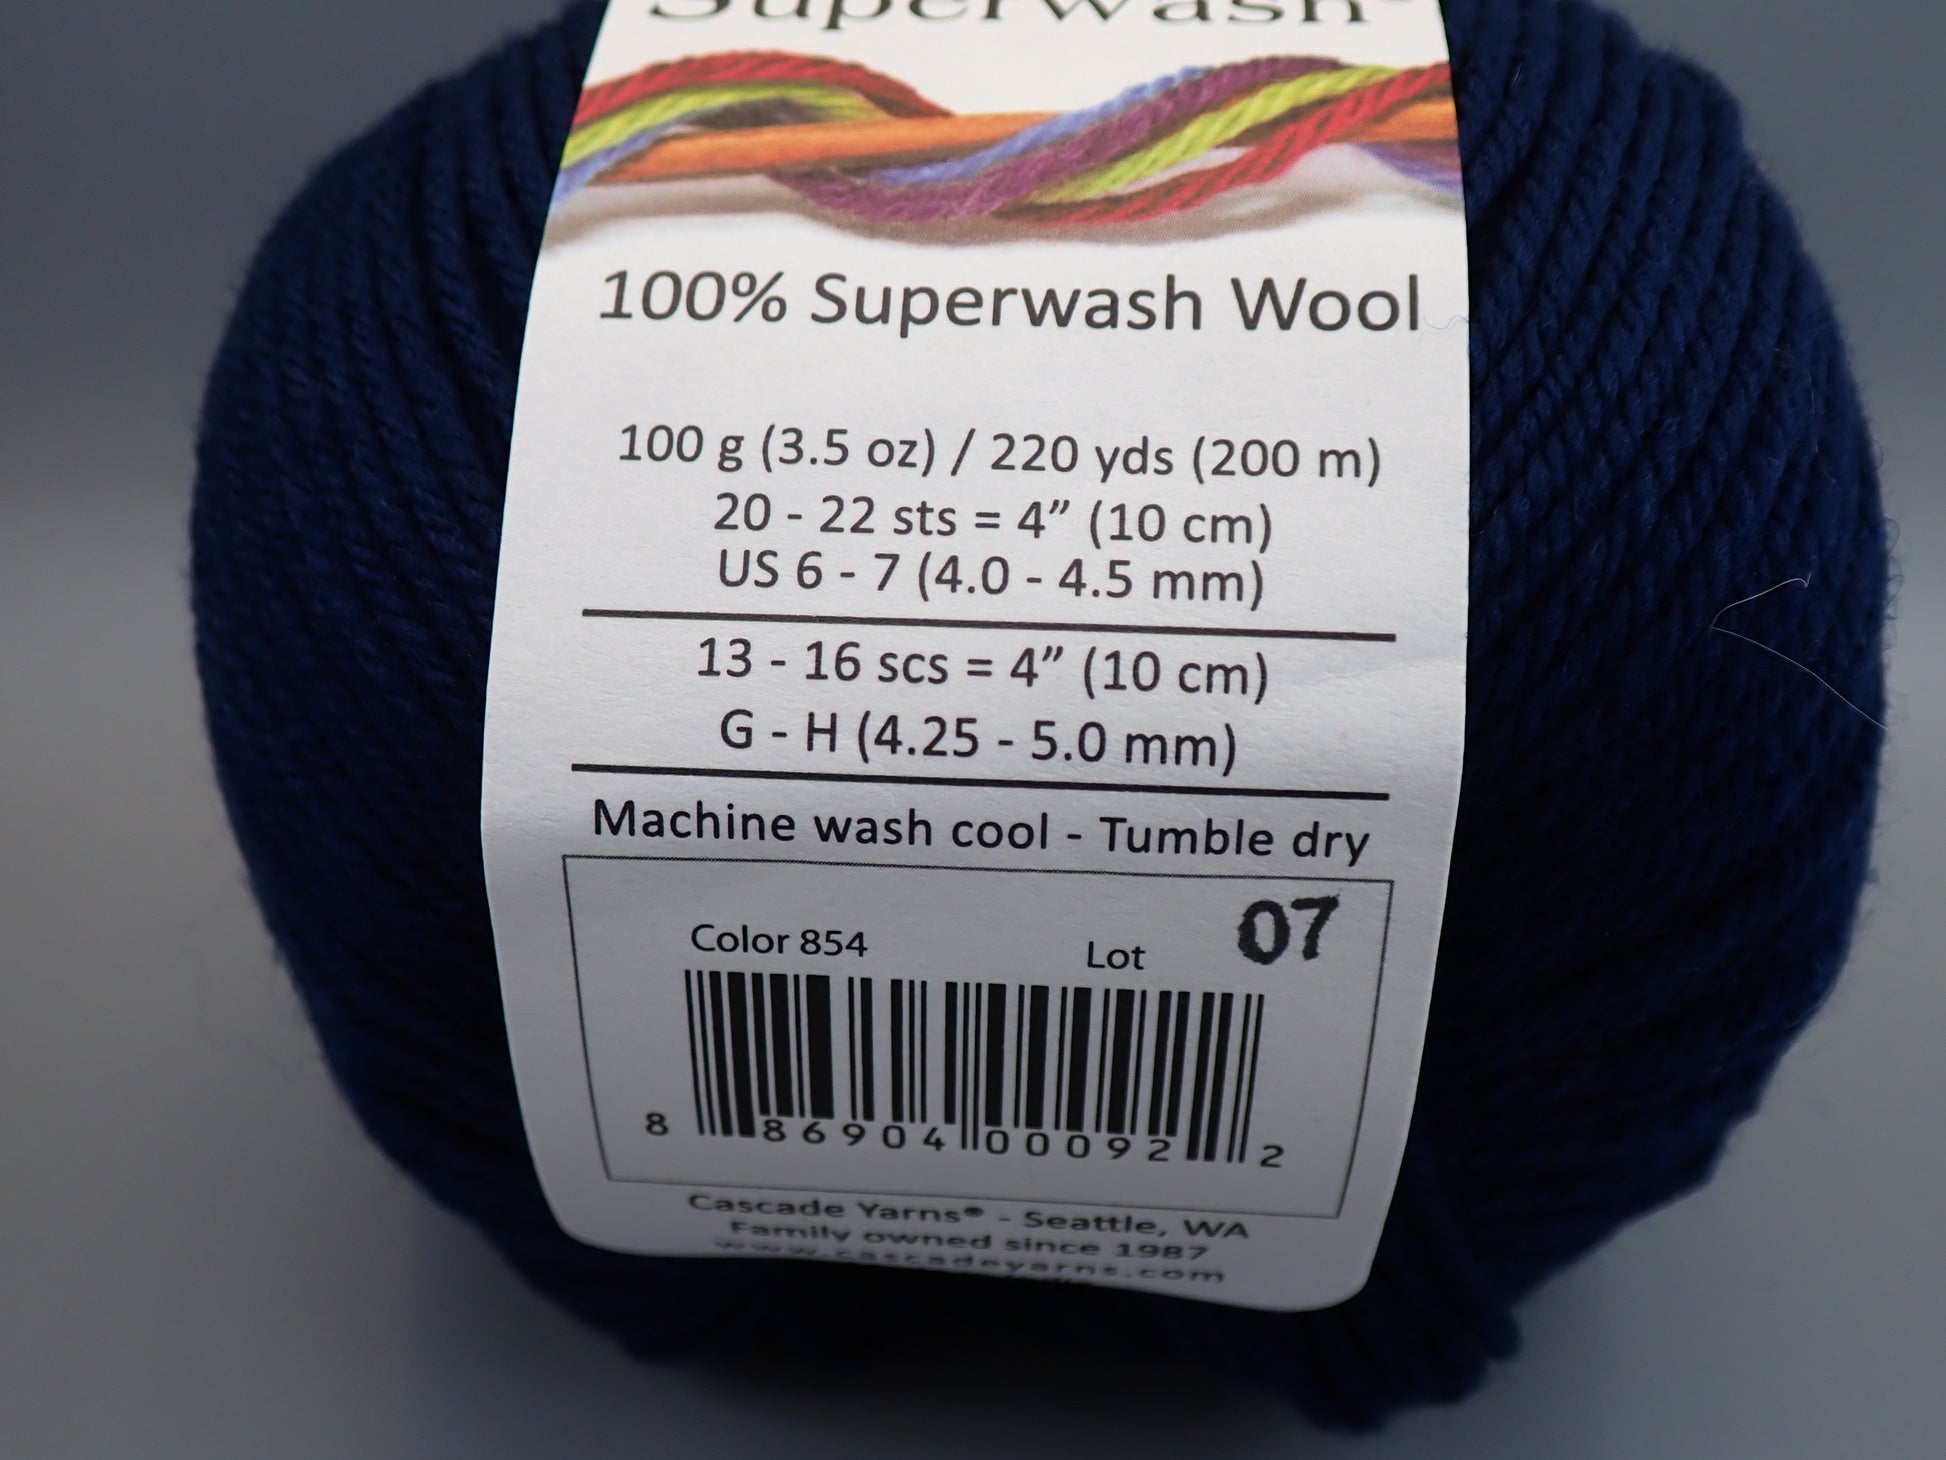 Superwash®
100% Superwash Wool
100 g (3.5 oz) / 220 yds (200 m)
20 - 22 sts = 4” (10 cm)
US 6 - 7 (4.0 - 4.5 mm)
13 - 16 scs = 4” (10 cm)
G - H (4.25 - 5.0 mm)
Machine wash cool - Tumble dry
Color 854 Lot 07
8 86904 00092 2
Cascade Yarns® - Seattle, WA
Family owned since 1987
www.cascadeyarns.com